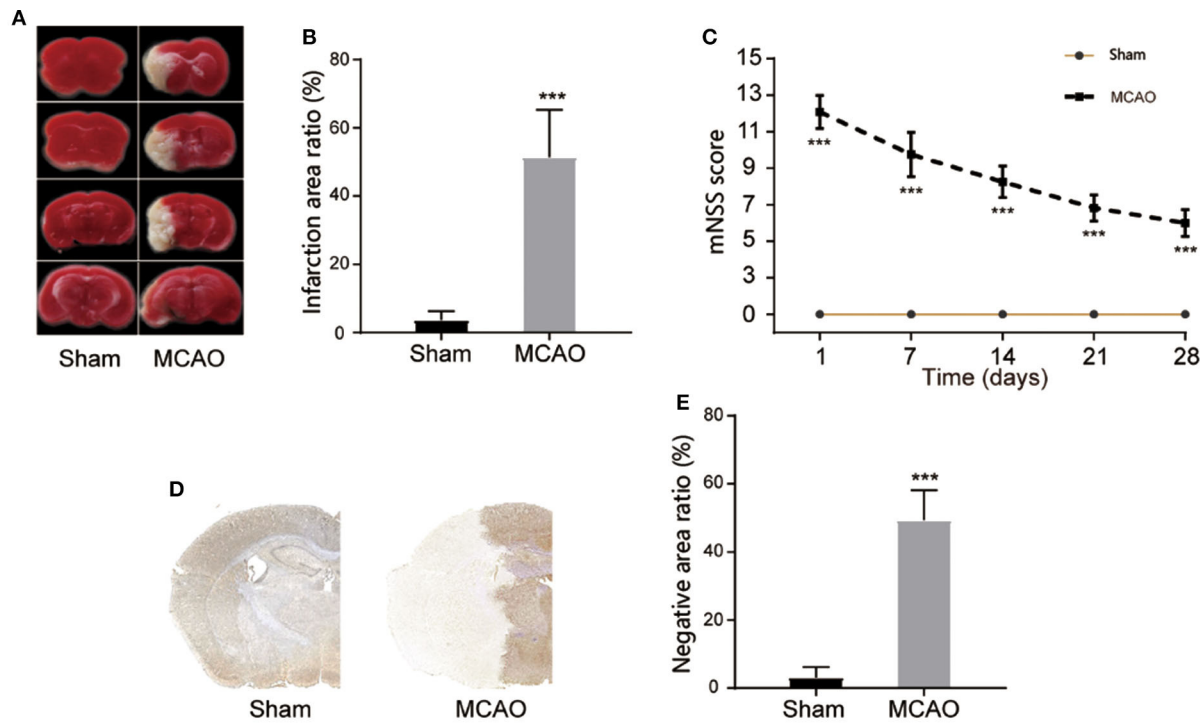 A
Sham MCAO
B
Infarction area ratio (%)
80
60
40
20
0
***
Sham MCAO
C
mNSS score
15
13
11
9
7
5
3
0
Sham
MCAO
***
***
***
***
***
1 7 14 21 28
Time (days)
D
Sham MCAO
E
Negative area ratio (%)
80
60
40
20
0
***
Sham MCAO